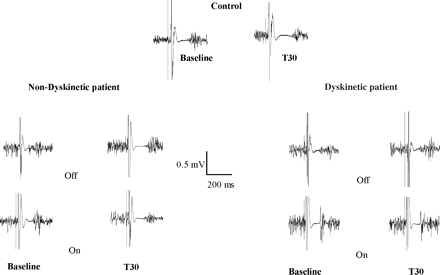 Control
Baseline
T30
Non-Dyskinetic patient
Dyskinetic patient
Off
0.5 mV
200 ms
Off
On
Baseline
T30
On
Baseline
T30